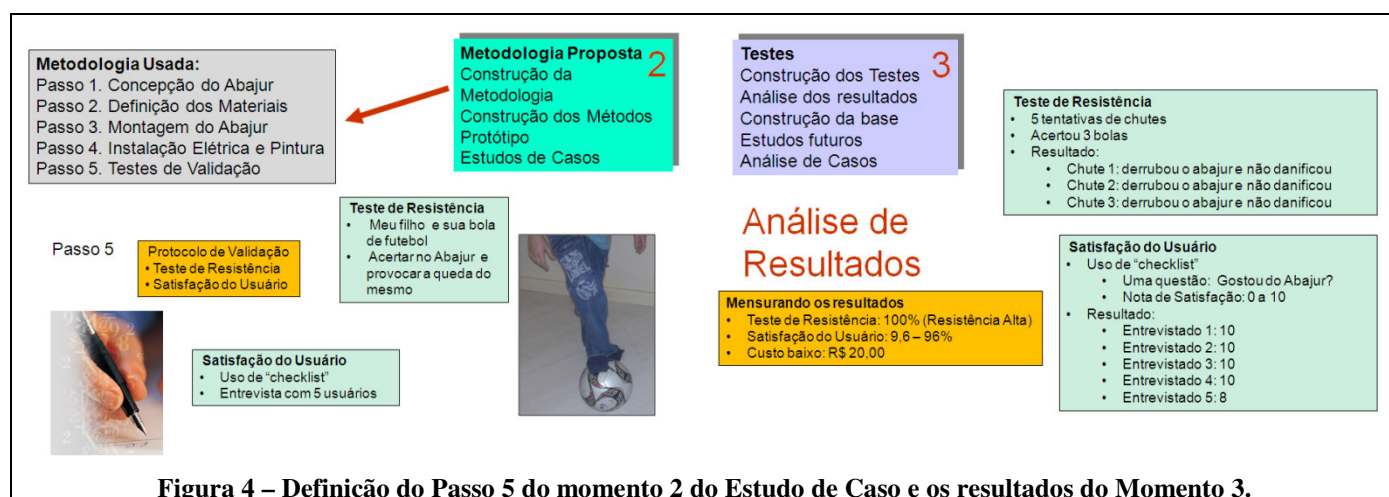 Metodologia Usada:
Passo 1. Concepção do Abajur
Passo 2. Definição dos Materiais
Passo 3. Montagem do Abajur
Passo 4. Instalação Elétrica e Pintura
Passo 5. Testes de Validação
Metodologia Proposta
2
Construção da
Metodologia
Construção dos Métodos
Protótipo
Estudos de Casos
Testes
3
Construção dos Testes
Análise dos resultados
Construção da base
Estudos futuros
Análise de Casos
Teste de Resistência
• 5 tentativas de chutes
• Acertou 3 bolas
• Resultado:
• Chute 1: derrubou o abajur e não danificou
• Chute 2: derrubou o abajur e não danificou
• Chute 3: derrubou o abajur e não danificou
Passo 5
Protocolo de Validação
• Teste de Resistência
• Satisfação do Usuário
Teste de Resistência
• Meu filho e sua bola
de futebol
• Acertar no Abajur e
provocar a queda do
mesmo
Satisfação do Usuário
• Uso de "checklist"
• Entrevista com 5 usuários
Análise de
Resultados
Mensurando os resultados
• Teste de Resistência: 100% (Resistência Alta)
• Satisfação do Usuário: 9,6 – 96%
• Custo baixo: R$ 20,00
Satisfação do Usuário
• Uso de "checklist"
• Uma questão: Gostou do Abajur?
• Nota de Satisfação: 0 a 10
• Resultado:
• Entrevistado 1: 10
• Entrevistado 2: 10
• Entrevistado 3: 10
• Entrevistado 4: 10
• Entrevistado 5: 8
Figura 4 – Definição do Passo 5 do momento 2 do Estudo de Caso e os resultados do Momento 3.